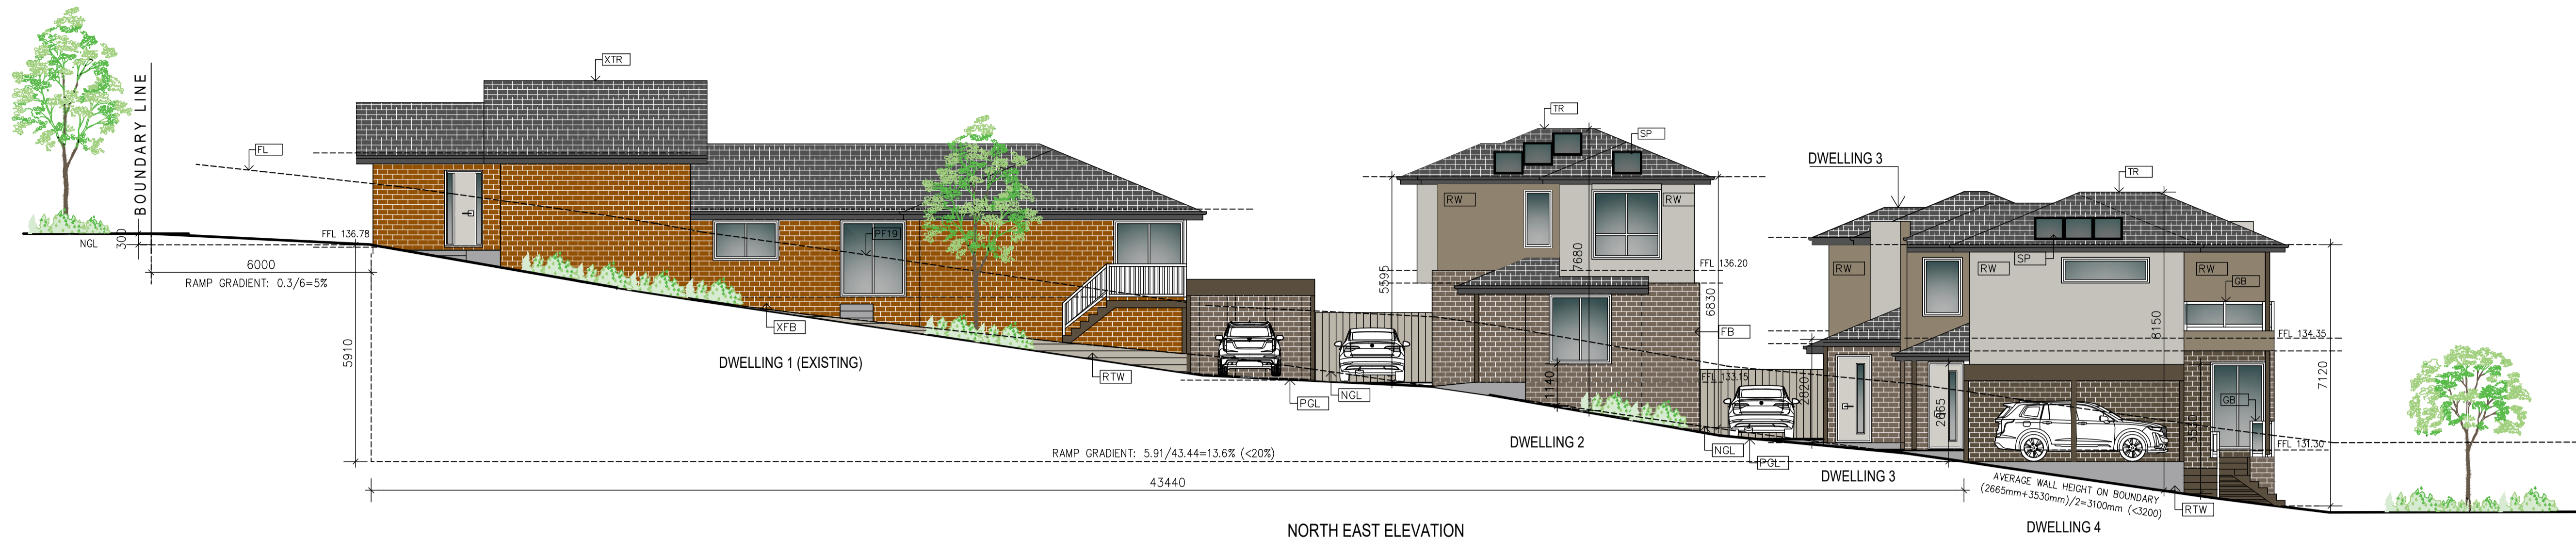 BOUNDARY LINE
FL
XTR
300
NGL
FFL 136.78
6000
RAMP GRADIENT: 0.3/6=5%
5910
PF19
XFB
DWELLING 1 (EXISTING)
RTW
PGL
NGL
TR
SP
RW
RW
5595
7680
FFL 136.20
6830
FB
1140
DWELLING 2
RAMP GRADIENT: 5.91/43.44=13.6% (<20%)
43440
DWELLING 3
TR
RW
RW
SP
RW
GB
8150
FFL 134.35
7120
FFL 133.15
2820
2665
GB
FFL 131.30
NGL
PGL
DWELLING 3
AVERAGE WALL HEIGHT ON BOUNDARY
(2665mm+3530mm)/2=3100mm (<3200)
RTW
DWELLING 4
NORTH EAST ELEVATION